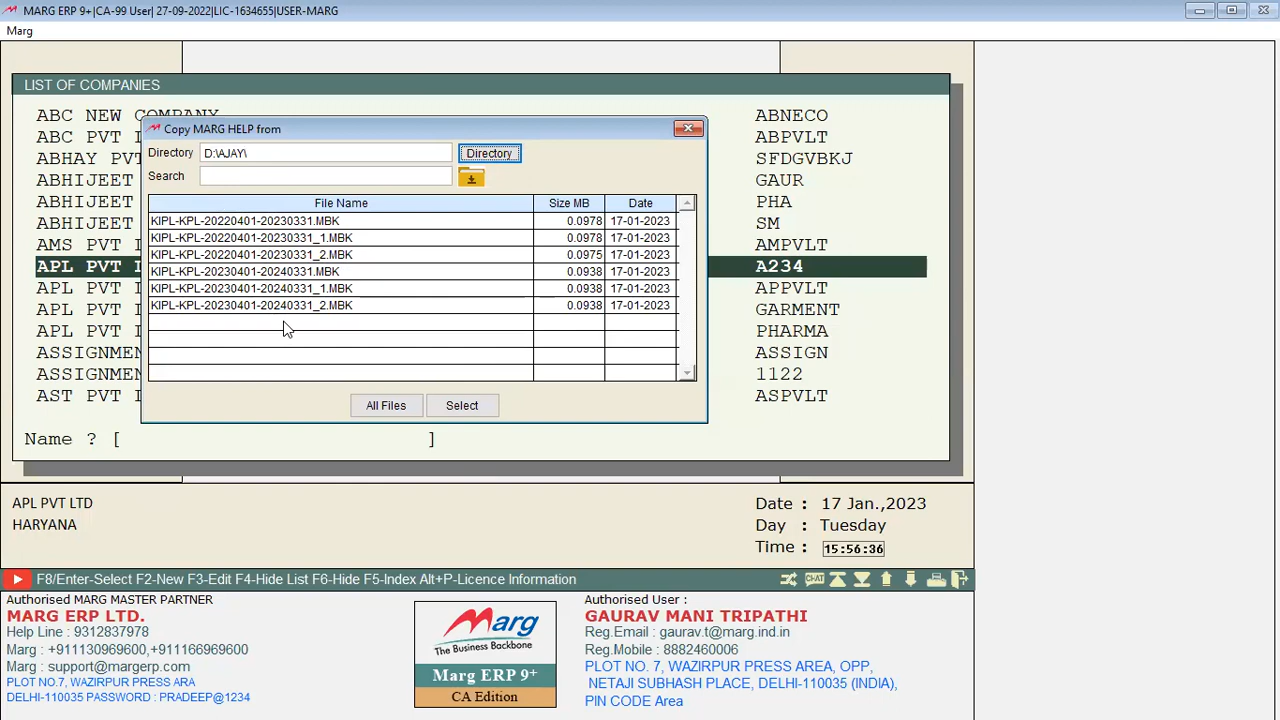 MARG ERP 9+|CA-99 User| 27-09-2022|LIC-1634655|USER-MARG
Marg
LIST OF COMPANIES
ABC NEW COMPANY ABNECO
ABC PVT ABPVLT
ABHAY PVT SFDGVBKJ
ABHIJEET GAUR
ABHIJEET PHA
ABHIJEET SM
AMS PVT AMPVLT
APL PVT A234
APL PVT APPVLT
APL PVT GARMENT
APL PVT PHARMA
ASSIGNMEN ASSIGN
ASSIGNMEN 1122
AST PVT ASPVLT
Name ? [ ]
Copy MARG HELP from
Directory D:\AJAY\ Directory
Search
File Name Size MB Date
KIPL-KPL-20220401-20230331.MBK 0.0978 17-01-2023
KIPL-KPL-20220401-20230331_1.MBK 0.0978 17-01-2023
KIPL-KPL-20220401-20230331_2.MBK 0.0975 17-01-2023
KIPL-KPL-20230401-20240331.MBK 0.0938 17-01-2023
KIPL-KPL-20230401-20240331_1.MBK 0.0938 17-01-2023
KIPL-KPL-20230401-20240331_2.MBK 0.0938 17-01-2023
All Files Select
APL PVT LTD
HARYANA
Date : 17 Jan.,2023
Day : Tuesday
Time : 15:56:36
F8/Enter-Select F2-New F3-Edit F4-Hide List F6-Hide F5-Index Alt+P-Licence Information
CHAT
Authorised MARG MASTER PARTNER
MARG ERP LTD.
Help Line : 9312837978
Marg : +911130969600,+911166969600
Marg : support@margerp.com
PLOT NO.7, WAZIRPUR PRESS ARA
DELHI-110035 PASSWORD : PRADEEP@1234
Marg
The Business Backbone
Marg ERP 9+
CA Edition
Authorised User :
GAURAV MANI TRIPATHI
Reg.Email : gaurav.t@marg.ind.in
Reg.Mobile : 8882460006
PLOT NO. 7, WAZIRPUR PRESS AREA, OPP,
NETAJI SUBHASH PLACE, DELHI-110035 (INDIA),
PIN CODE Area